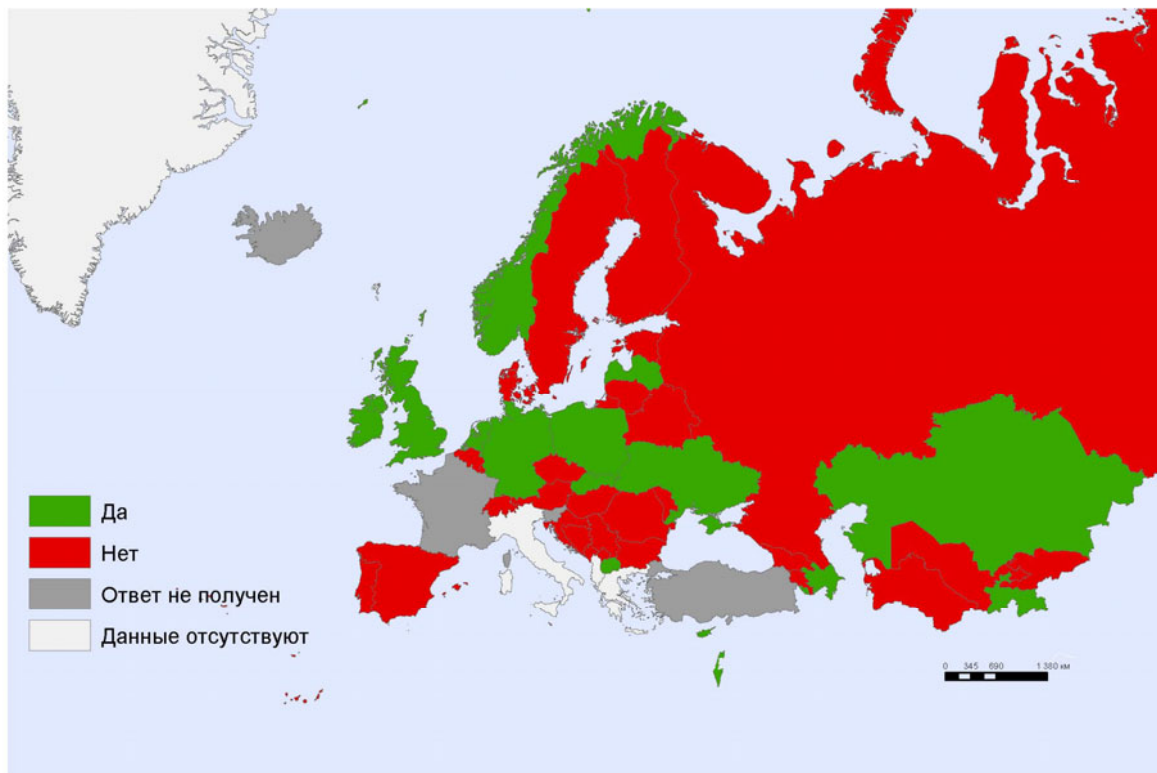 Да
Нет
Ответ не получен
Данные отсутствуют
0 345 690 1 380 км